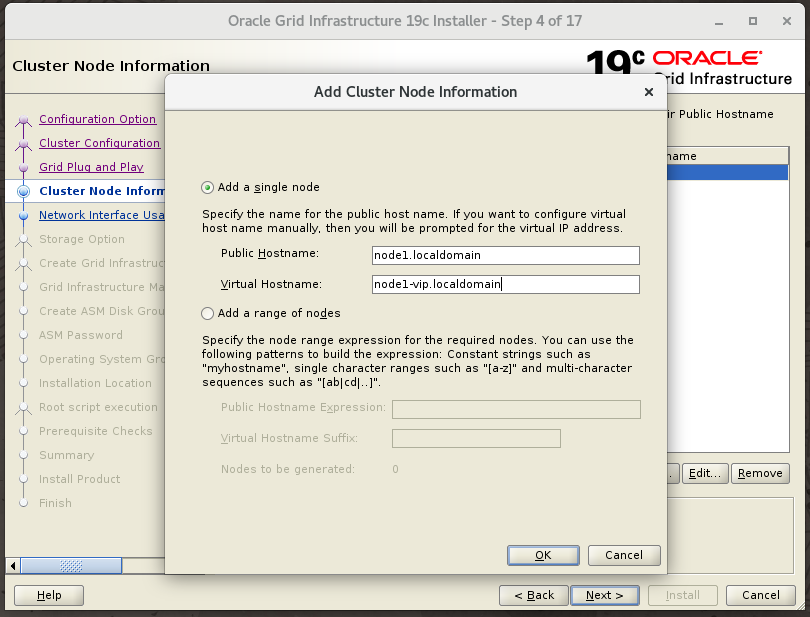 Oracle Grid Infrastructure 19c Installer - Step 4 of 17
Cluster Node Information
19c ORACLE
Grid Infrastructure
Add Cluster Node Information
Configuration Option
Cluster Configuration
Grid Plug and Play
Cluster Node Inform
Network Interface Usa
Storage Option
Create Grid Infrastruc
Grid Infrastructure Ma
Create ASM Disk Grou
ASM Password
Operating System Gro
Installation Location
Root script execution
Prerequisite Checks
Summary
Install Product
Finish
ir Public Hostname
name
Add a single node
Specify the name for the public host name. If you want to configure virtual
host name manually, then you will be prompted for the virtual IP address.
Public Hostname: node1.localdomain
Virtual Hostname: node1-vip.localdomain
Add a range of nodes
Specify the node range expression for the required nodes. You can use the
following patterns to build the expression: Constant strings such as
"myhostname", single character ranges such as "[a-z]" and multi-character
sequences such as "[ab|cd|..]".
Public Hostname Expression:
Virtual Hostname Suffix:
Nodes to be generated: 0
OK Cancel
. Edit... Remove
Help < Back Next > Install Cancel